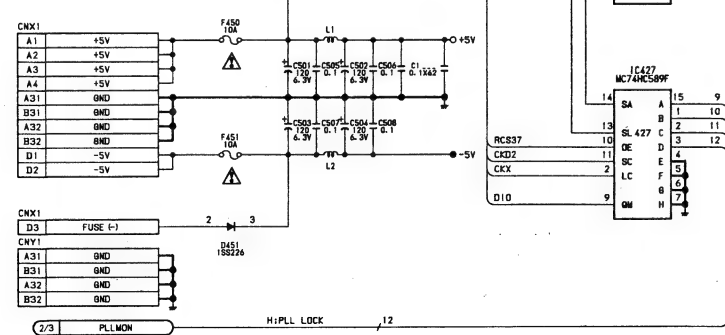 CNX1
A1 +5V
A2 +5V
A3 +5V
A4 +5V
A31 GND
B31 GND
A32 GND
B32 GND
D1 -5V
D2 -5V
F450
10A
L1
+5V
+ C501
120
6.3V
C505
0.1
+ C502
120
6.3V
C506
0.1
C1
0.1X62
+ C503
120
6.3V
C507
0.1
+ C504
120
6.3V
C508
0.1
F451
10A
L2
-5V
CNX1
D3 FUSE (-)
2 3
D451
1SS226
CNY1
A31 GND
B31 GND
A32 GND
B32 GND
2/3 PLLMON
H:PLL LOCK
12
IC427
MC74HC589F
14 SA A 15 9
B 1 10
13 SL 427 C 2 11
RCS37 10 OE D 3 12
CKD2 11 SC E 4
CKX 2 LC F 5
G 6
DIO 9 QH H 7